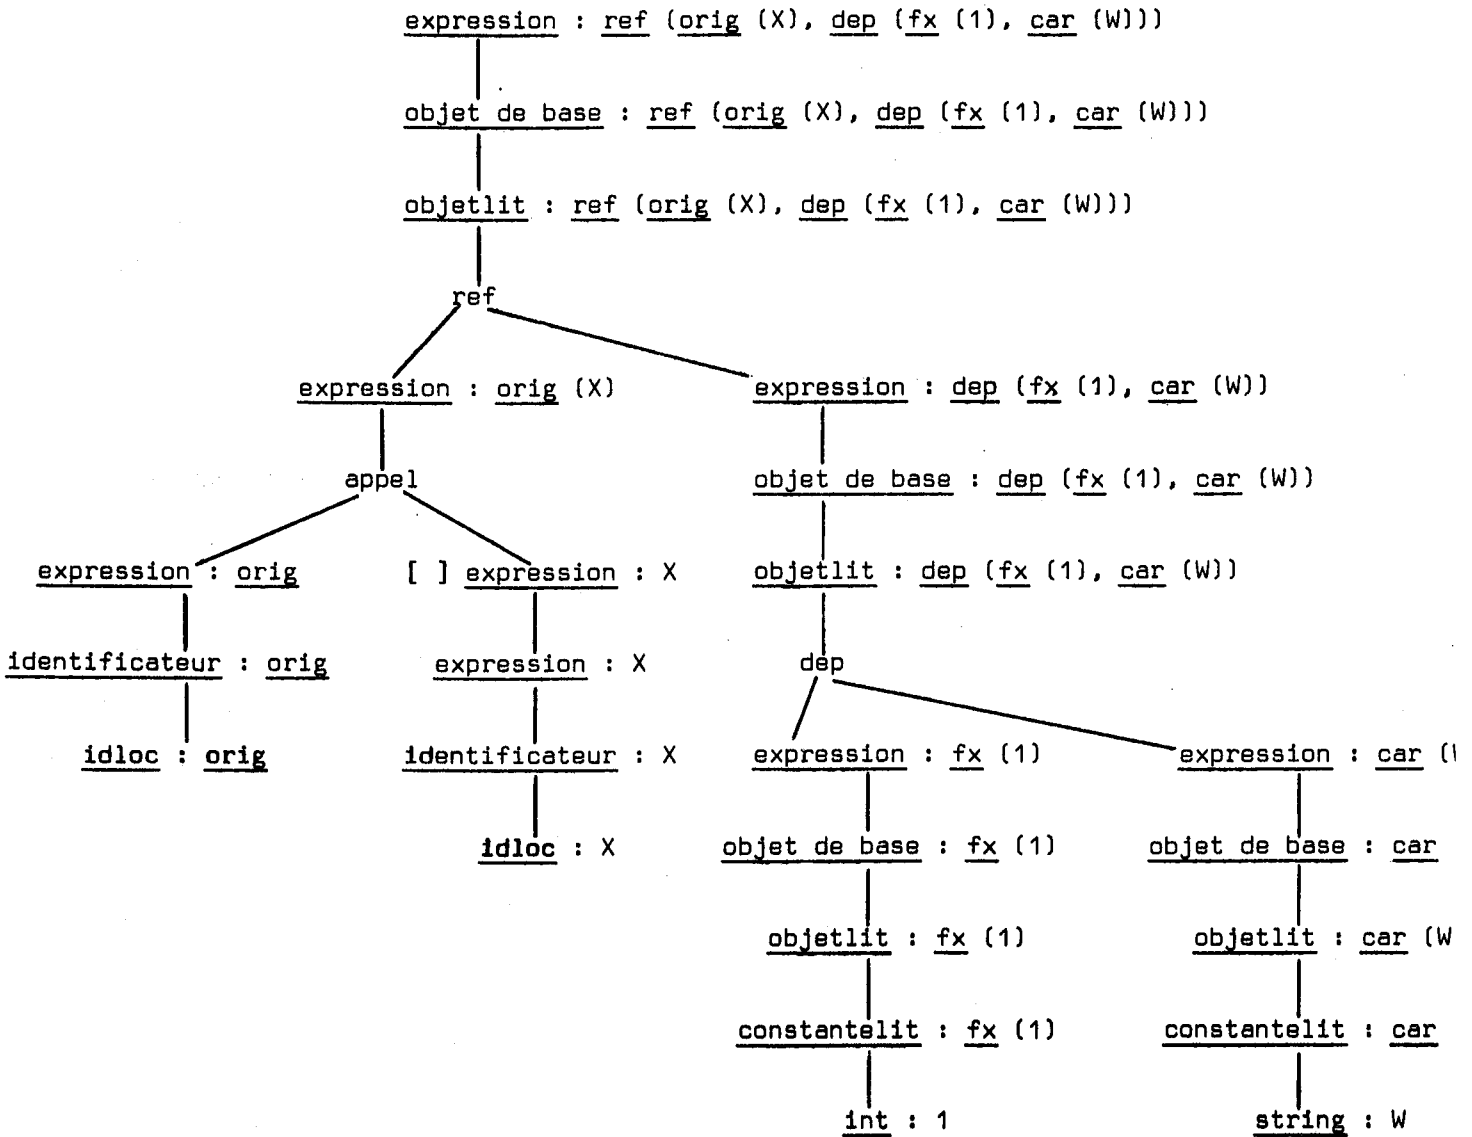 expression : ref (orig (X), dep (fx (1), car (W)))
objet de base : ref (orig (X), dep (fx (1), car (W)))
objetlit : ref (orig (X), dep (fx (1), car (W)))
ref
expression : orig (X) expression : dep (fx (1), car (W))
appel objet de base : dep (fx (1), car (W))
expression : orig [ ] expression : X objetlit : dep (fx (1), car (W))
identificateur : orig expression : X dep
idloc : orig identificateur : X expression : fx (1) expression : car (
idloc : X objet de base : fx (1) objet de base : car
objetlit : fx (1) objetlit : car (W
constantelit : fx (1) constantelit : car
int : 1 string : W